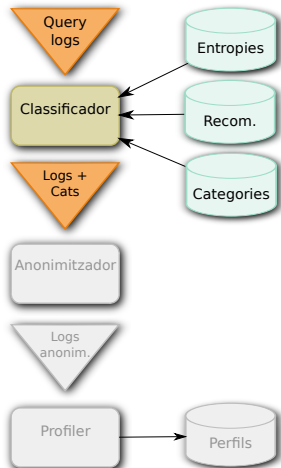 Query
logs
Entropies
Classificador
Recom.
Logs +
Cats
Categories
Anonimitzador
Logs
anonim.
Profiler
Perfils